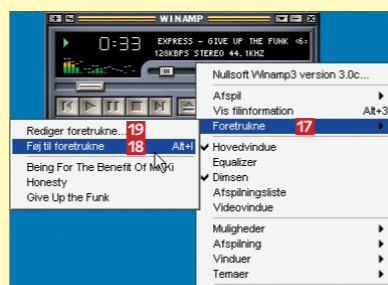 WINAMP
0:33 EXPRESS - GIVE UP THE FUNK <6:
128KBPS STEREO 44.1KHZ
Nullsoft Winamp3 version 3.0c...
Afspil
Vis filinformation Alt+3
Foretrukne 17
Rediger foretrukne... 19
Føj til foretrukne 18 Alt+I
Being For The Benefit Of Ki
Honesty
Give Up the Funk
Hovedvindue
Equalizer
Dimsen
Afspilningsliste
Videovindue
Muligheder
Afspilning
Vinduer
Temaer